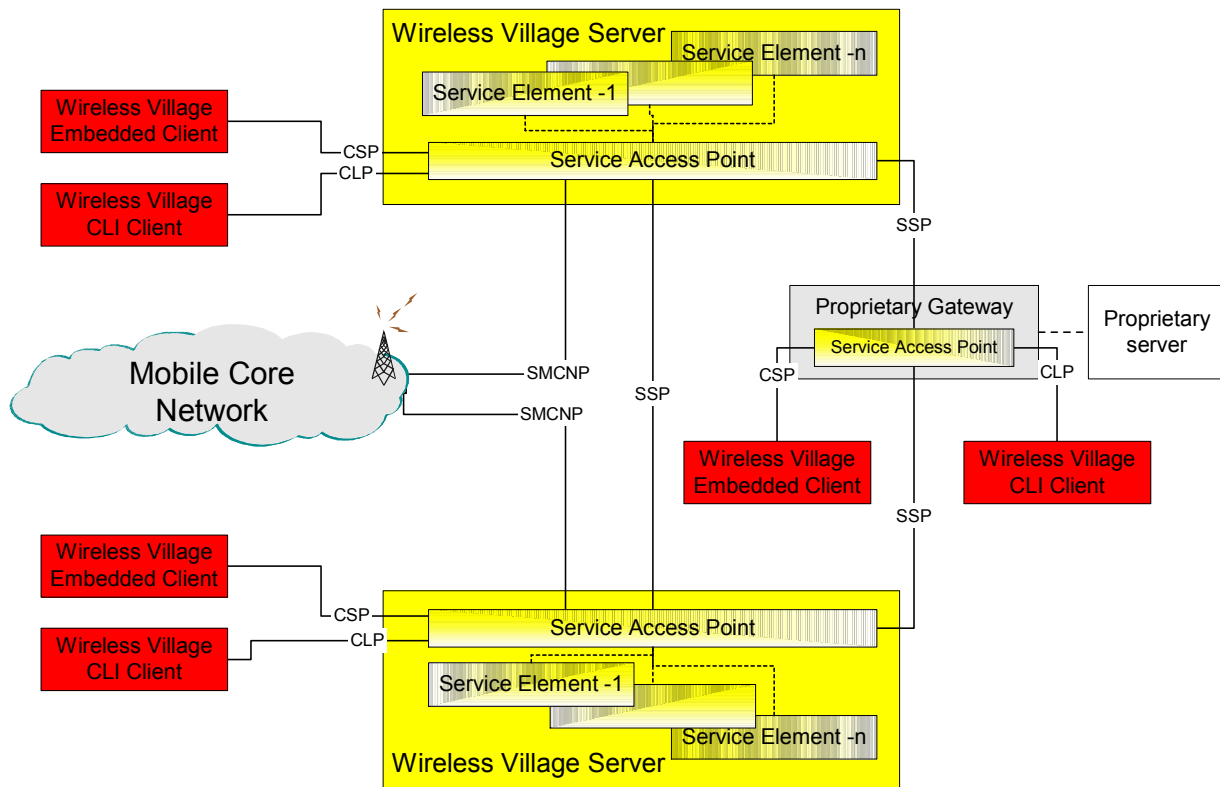 Wireless Village Server
Service Element -n
Service Element -1
Wireless Village
Embedded Client
CSP
Service Access Point
CLP
Wireless Village
CLI Client
SSP
Proprietary Gateway
Service Access Point
Proprietary
server
Mobile Core
Network
SMCNP
SMCNP
SSP
CSP
CLP
Wireless Village
Embedded Client
Wireless Village
CLI Client
SSP
Wireless Village
Embedded Client
CSP
Service Access Point
CLP
Wireless Village
CLI Client
Service Element -1
Service Element -n
Wireless Village Server